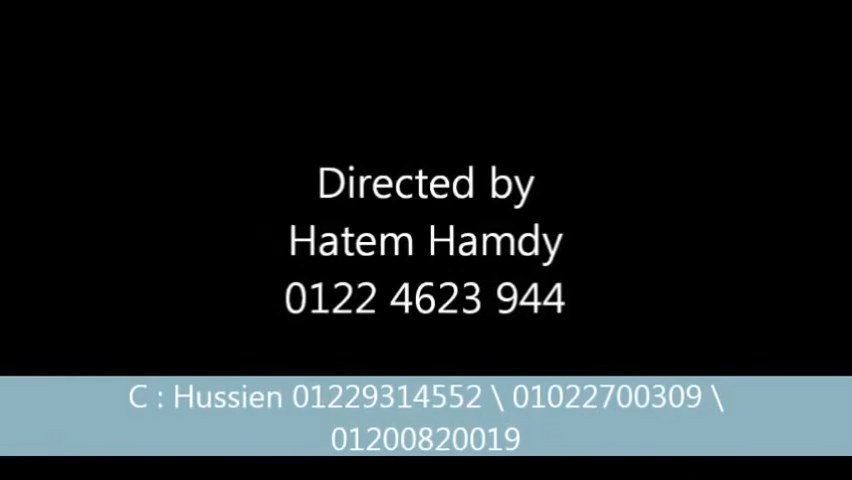 Directed by
Hatem Hamdy
0122 4623 944
C : Hussien 01229314552 \ 01022700309 \
01200820019